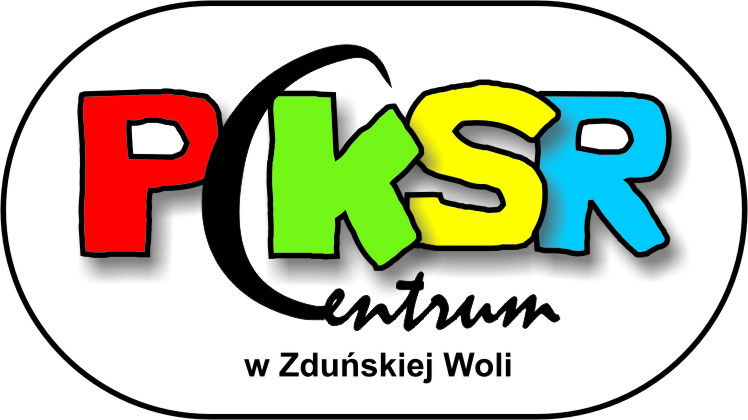 PCKSR
Centrum
w Zduńskiej Woli